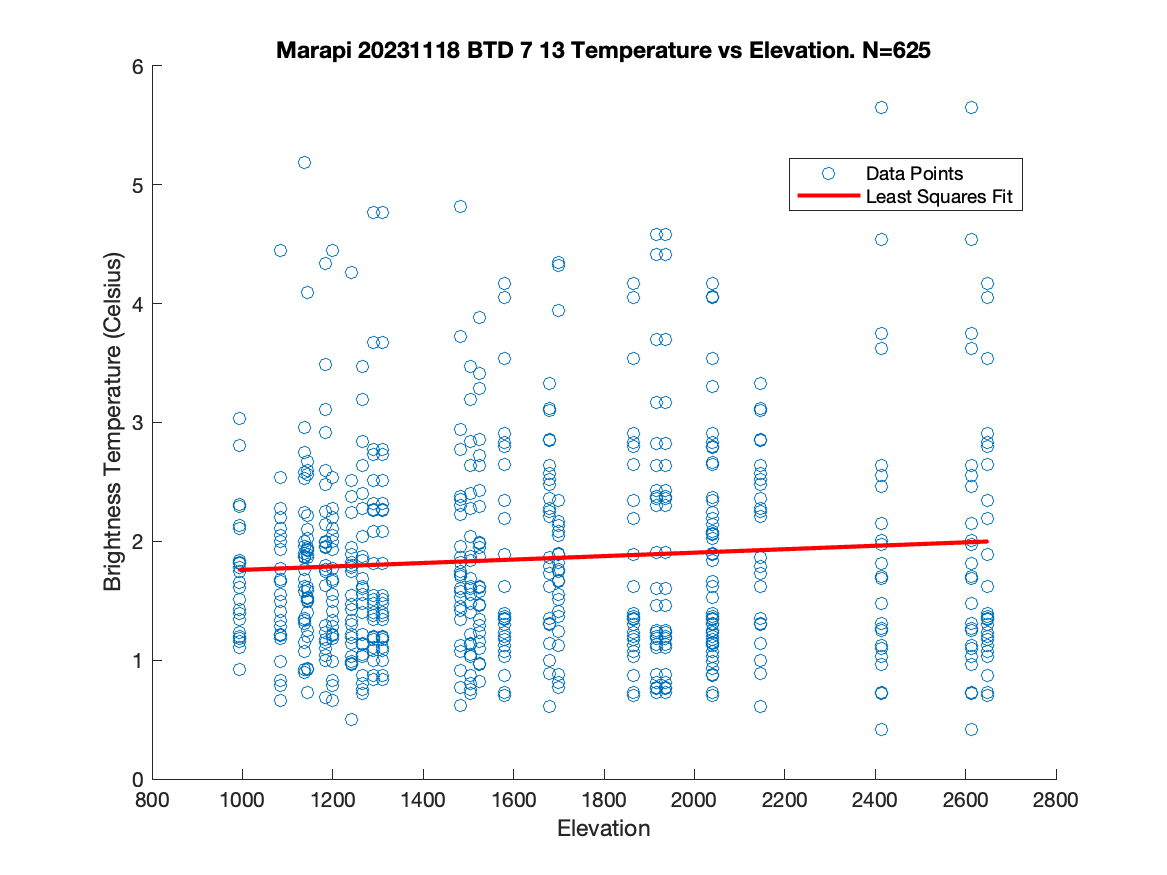 Marapi 20231118 BTD 7 13 Temperature vs Elevation. N=625
6
5
4
3
2
1
0
Brightness Temperature (Celsius)
Data Points
Least Squares Fit
800 1000 1200 1400 1600 1800 2000 2200 2400 2600 2800
Elevation